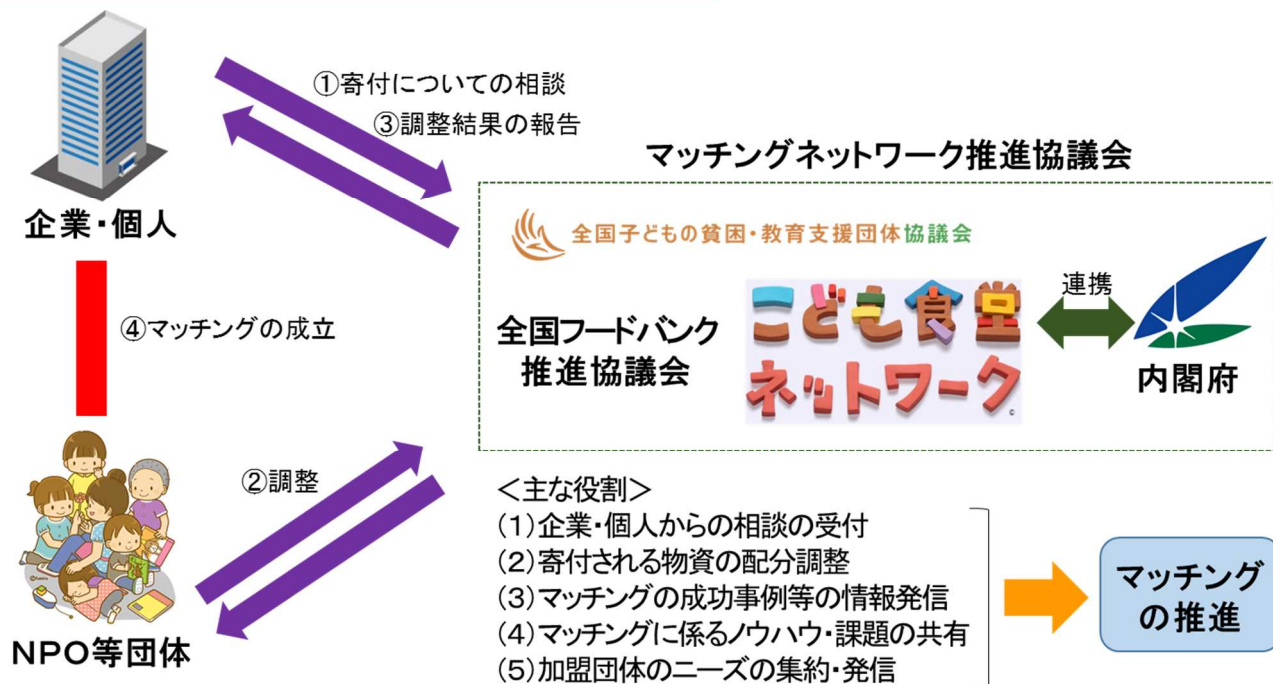 ①寄付についての相談
③調整結果の報告
企業・個人
④マッチングの成立
マッチングネットワーク推進協議会
全国子どもの貧困・教育支援団体協議会
全国フードバンク
推進協議会
こども食堂
ネットワーク
©
連携
内閣府
②調整
NPO等団体
<主な役割>
(1)企業・個人からの相談の受付
(2)寄付される物資の配分調整
(3)マッチングの成功事例等の情報発信
(4)マッチングに係るノウハウ・課題の共有
(5)加盟団体のニーズの集約・発信
マッチング
の推進